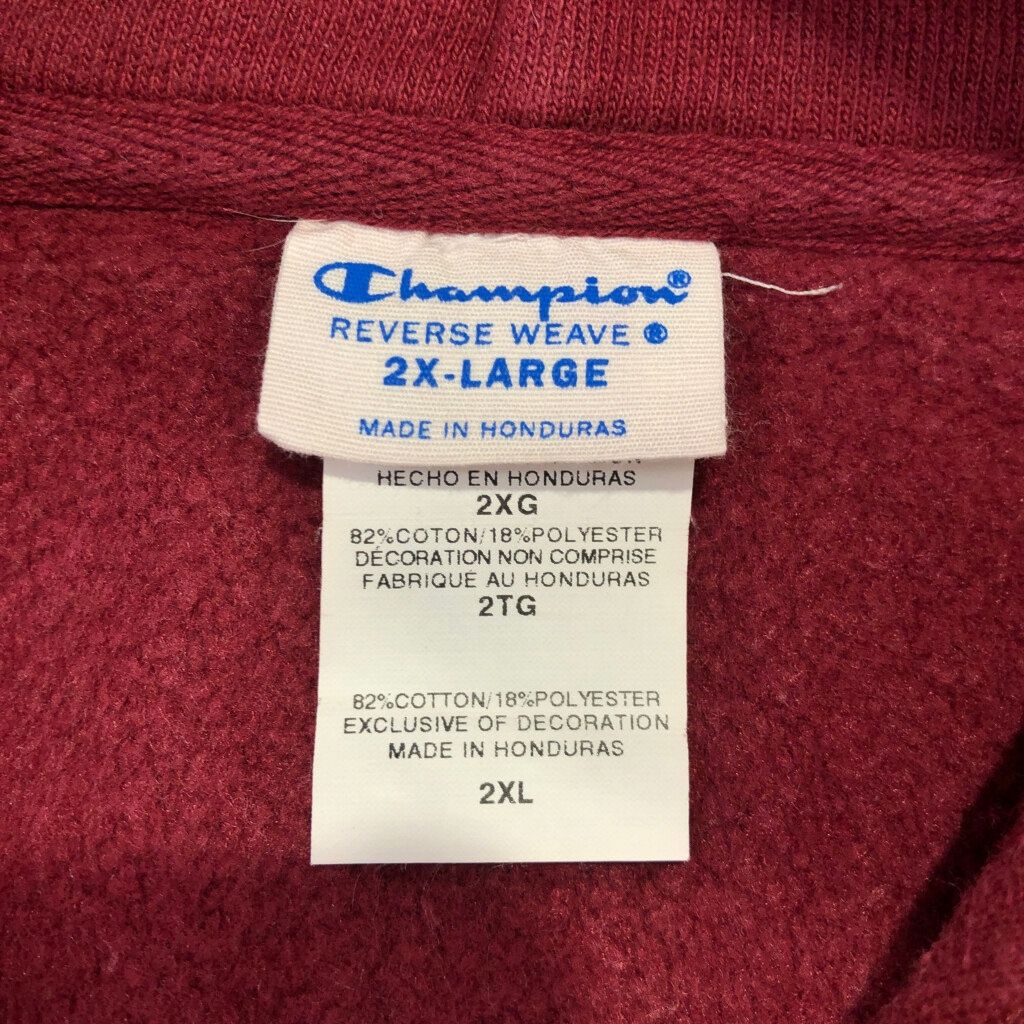 Champion®
REVERSE WEAVE ®
2X-LARGE
MADE IN HONDURAS
HECHO EN HONDURAS
2XG
82%COTON/18%POLYESTER
DÉCORATION NON COMPRISE
FABRIQUE AU HONDURAS
2TG
82%COTTON/18%POLYESTER
EXCLUSIVE OF DECORATION
MADE IN HONDURAS
2XL